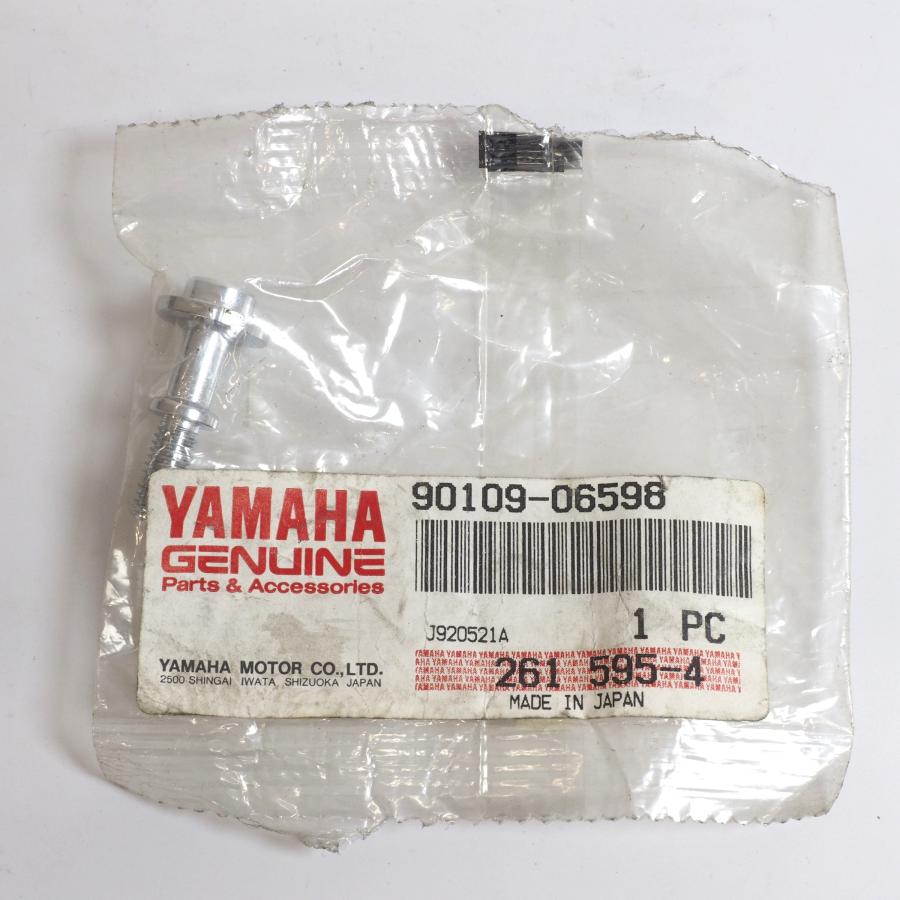 YAMAHA
GENUINE
Parts & Accessories
YAMAHA MOTOR CO., LTD.
2500 SHINGAI IWATA SHIZUOKA JAPAN
90109-06598
J920521A
1 PC
261 595-4
MADE IN JAPAN